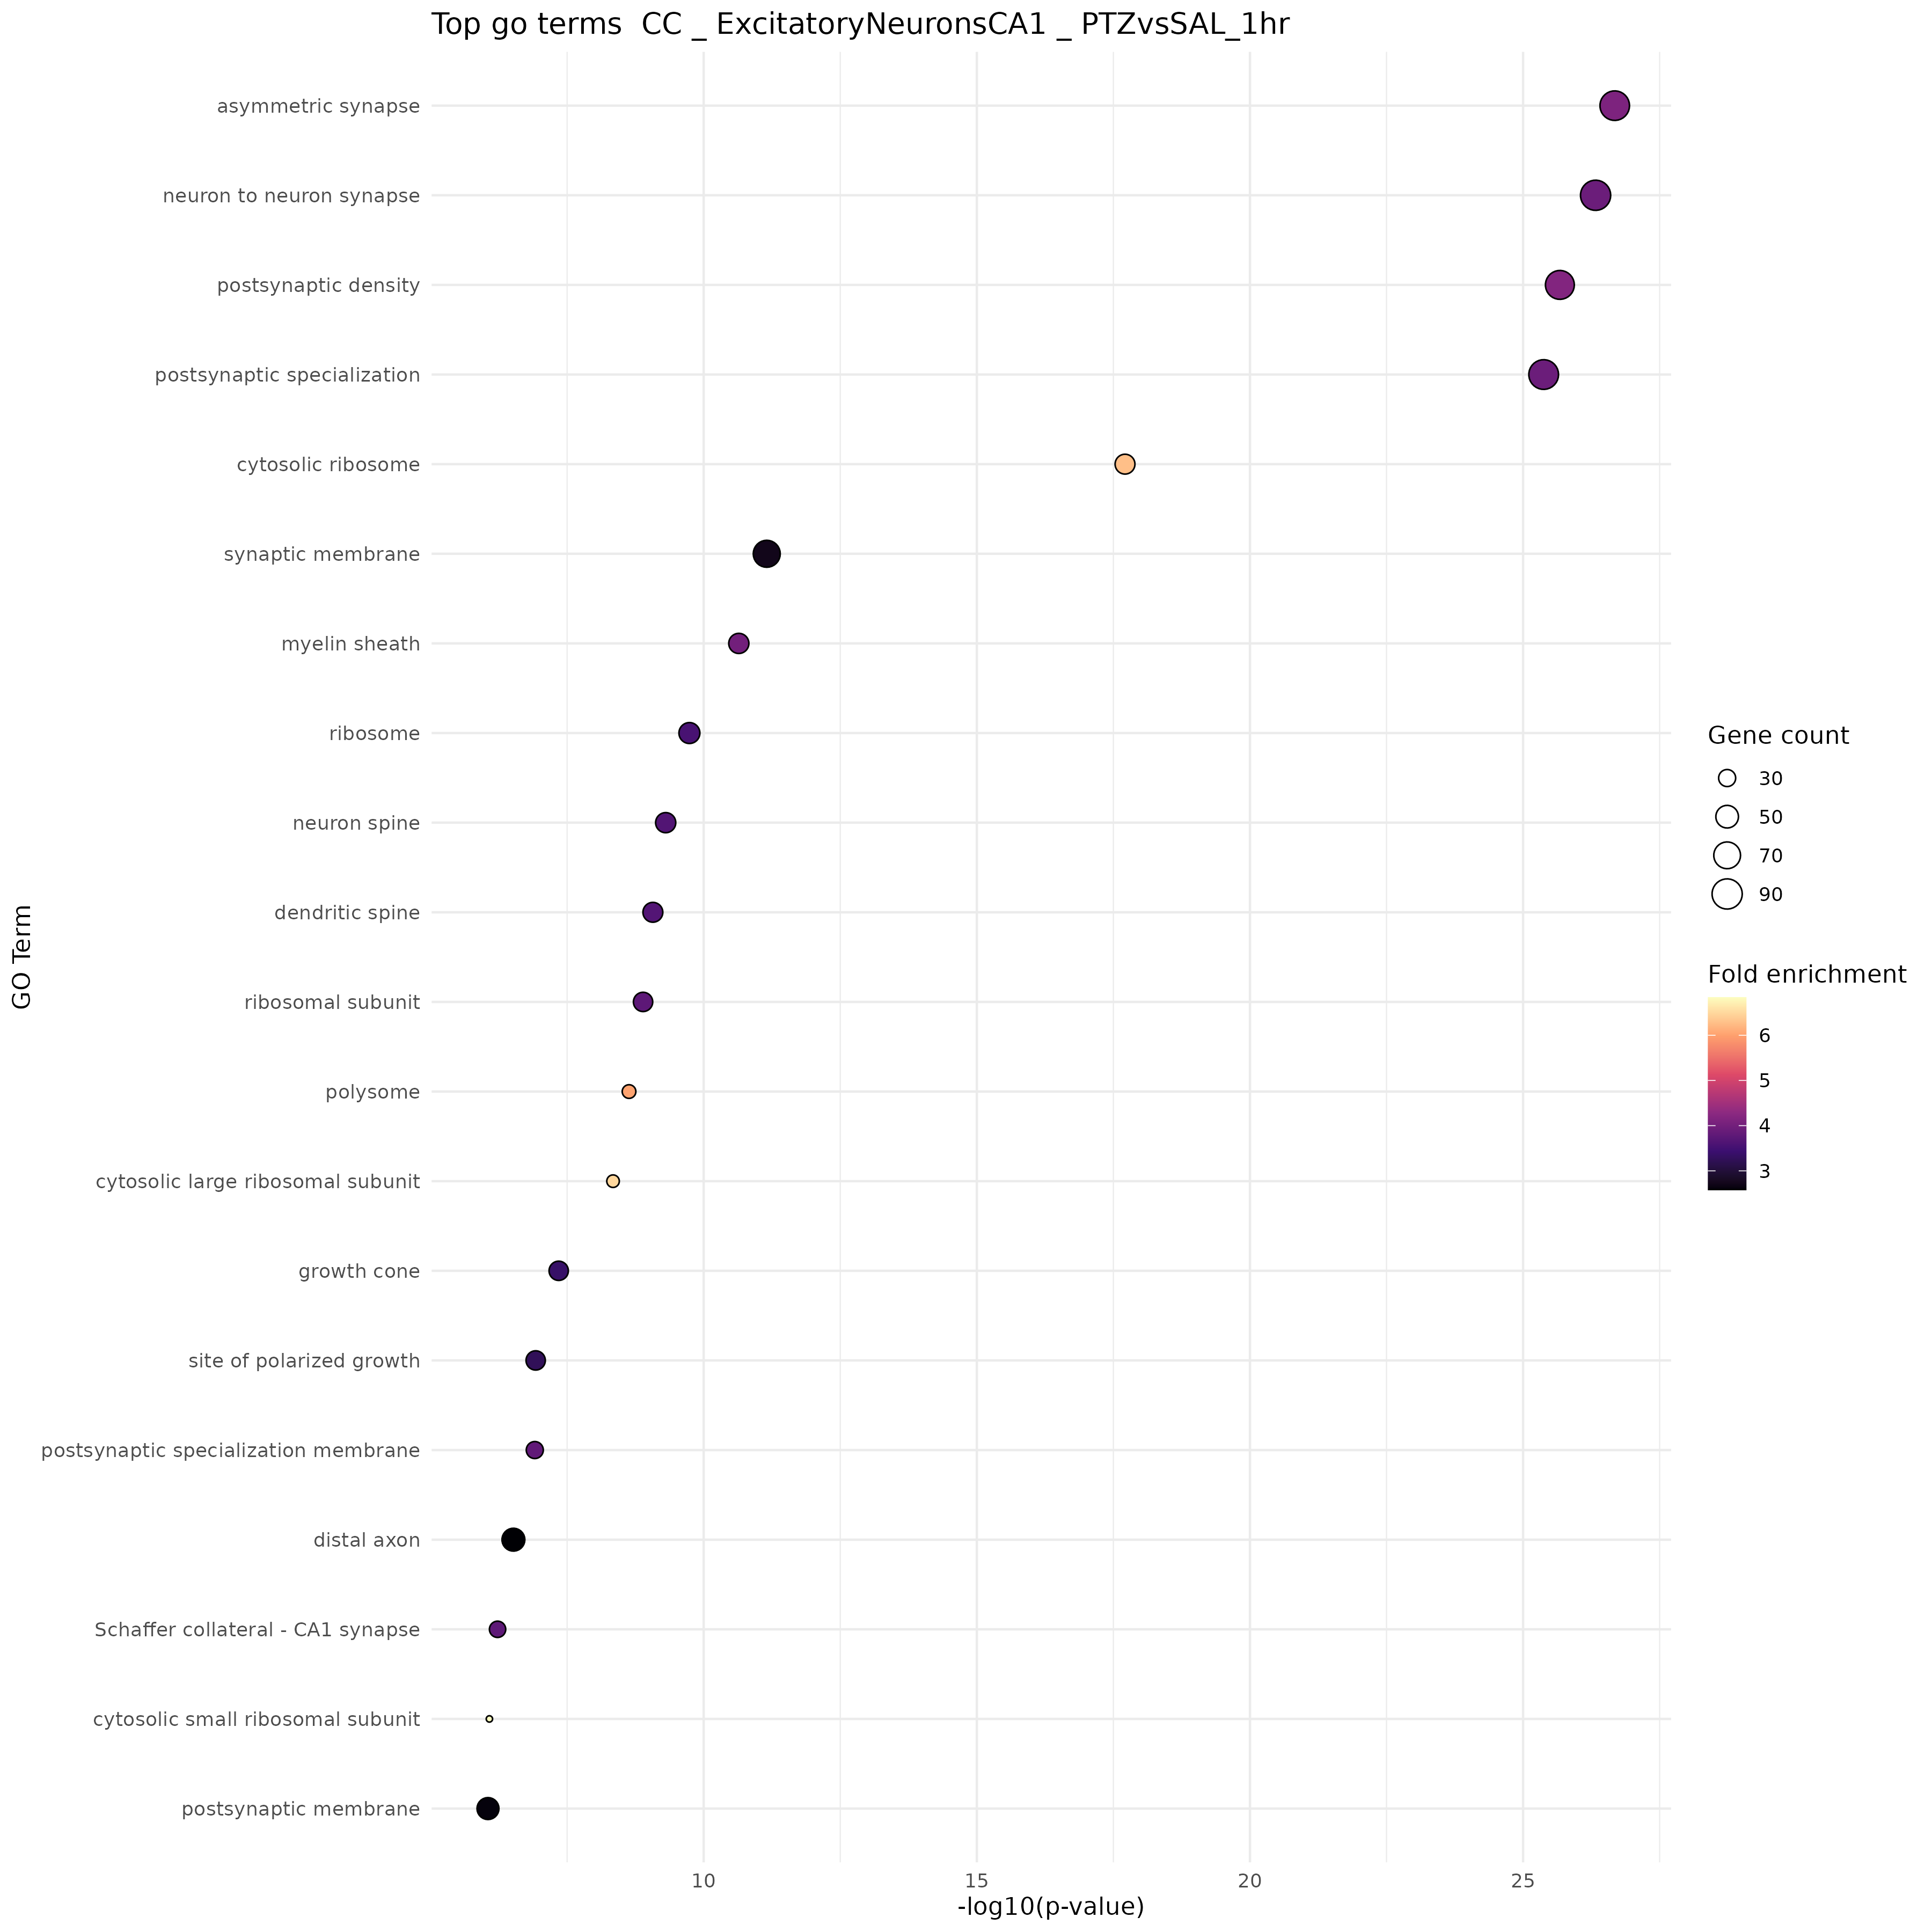 Top go terms  CC _ ExcitatoryNeuronsCA1 _ PTZvsSAL_1hr
GO Term
asymmetric synapse
neuron to neuron synapse
postsynaptic density
postsynaptic specialization
cytosolic ribosome
synaptic membrane
myelin sheath
ribosome
neuron spine
dendritic spine
ribosomal subunit
polysome
cytosolic large ribosomal subunit
growth cone
site of polarized growth
postsynaptic specialization membrane
distal axon
Schaffer collateral - CA1 synapse
cytosolic small ribosomal subunit
postsynaptic membrane
10 15 20 25
-log10(p-value)
Gene count
30
50
70
90
Fold enrichment
6
5
4
3